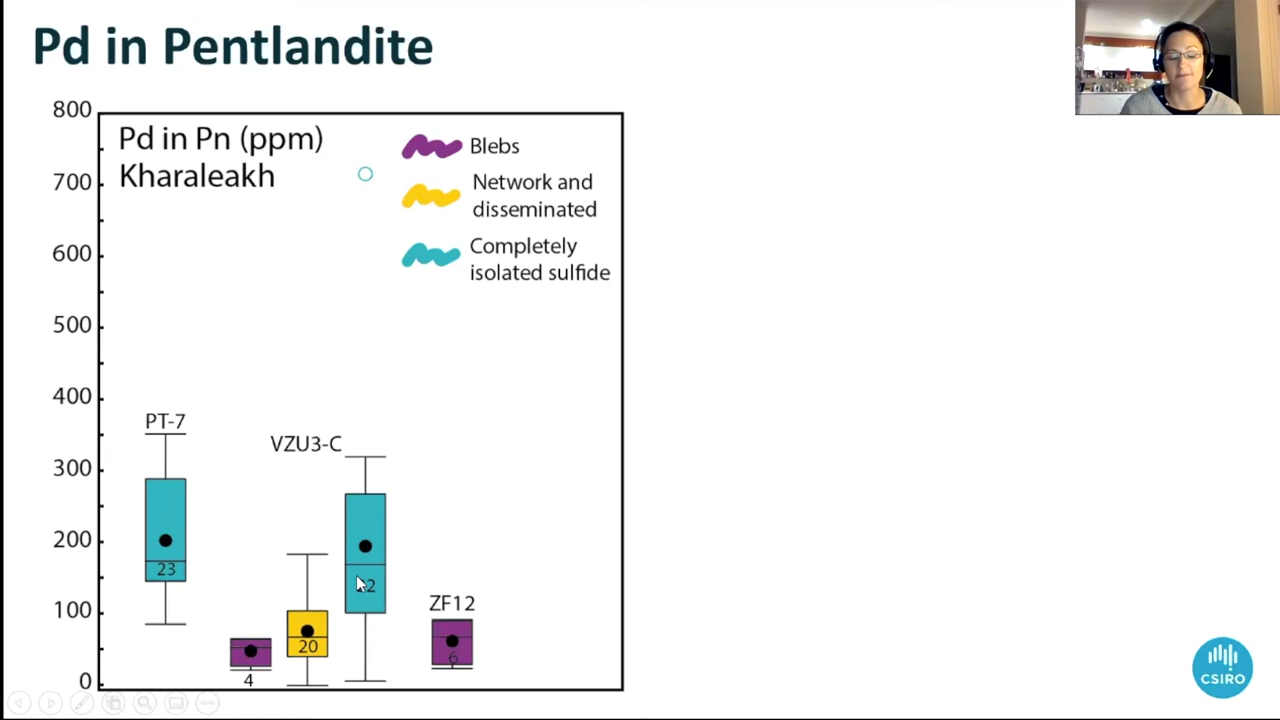 Pd in Pentlandite
800
700
600
500
400
300
200
100
0
Pd in Pn (ppm)
Kharaleakh
Blebs
Network and
disseminated
Completely
isolated sulfide
PT-7
VZU3-C
ZF12
23
4
20
6
CSIRO